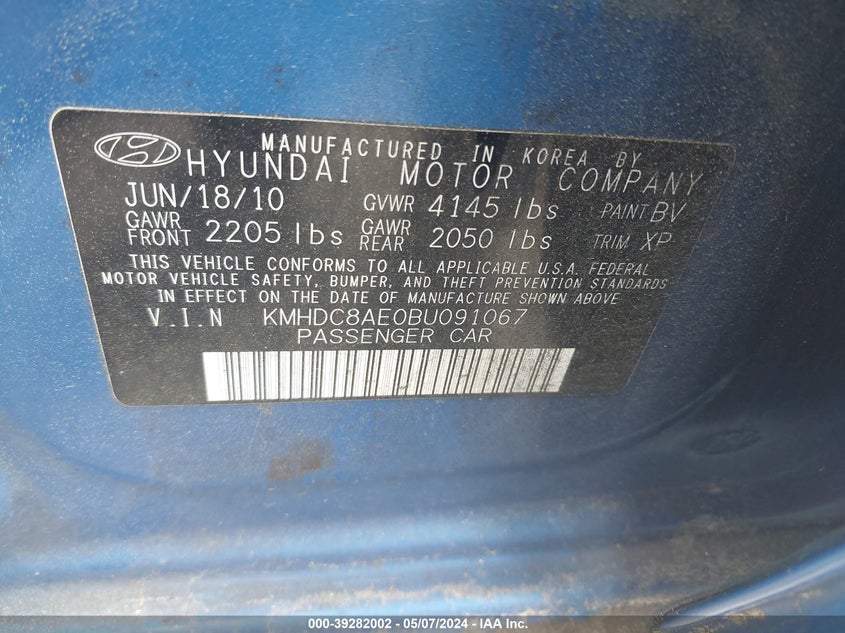 MANUFACTURED IN KOREA BY
HYUNDAI MOTOR COMPANY
JUN/18/10 GVWR 4145 lbs PAINT BV
GAWR FRONT 2205 lbs GAWR REAR 2050 lbs TRIM XP
THIS VEHICLE CONFORMS TO ALL APPLICABLE U.S.A. FEDERAL
MOTOR VEHICLE SAFETY, BUMPER, AND THEFT PREVENTION STANDARDS
IN EFFECT ON THE DATE OF MANUFACTURE SHOWN ABOVE
V.I.N KMHDC8AE0BU091067
PASSENGER CAR
000-39282002 - 05/07/2024 - IAA Inc.